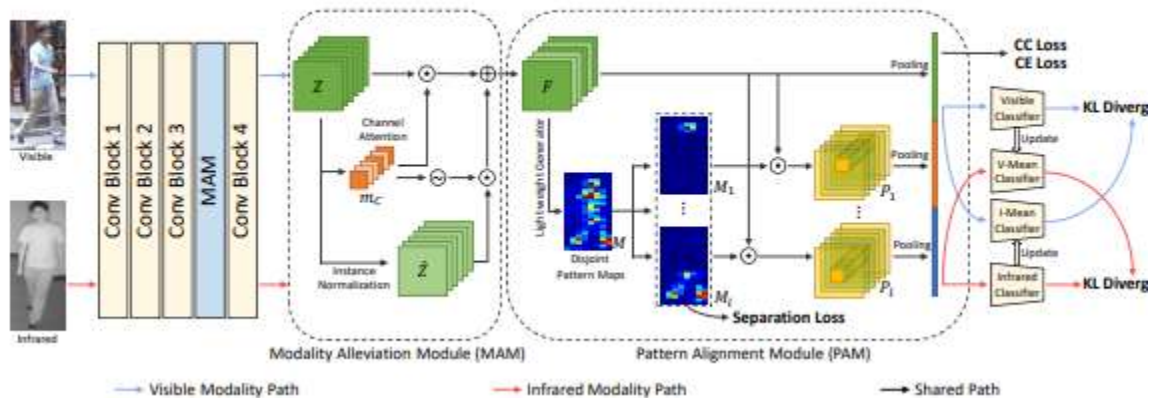 Visible
Infrared
Conv Block 1
Conv Block 2
Conv Block 3
MAM
Conv Block 4
Z
Channel
Attention
m_C
Instance
Normalization
Ẑ
Modality Alleviation Module (MAM)
F
Lightweight Generator
M
Disjoint
Pattern Maps
M_1
M_i
Separation Loss
P_1
P_i
Pooling
Pooling
Pooling
Pattern Alignment Module (PAM)
CC Loss
CE Loss
Visible
Classifier
KL Diverg
Update
V-Mean
Classifier
I-Mean
Classifier
Update
Infrared
Classifier
KL Diverg
Visible Modality Path
Infrared Modality Path
Shared Path